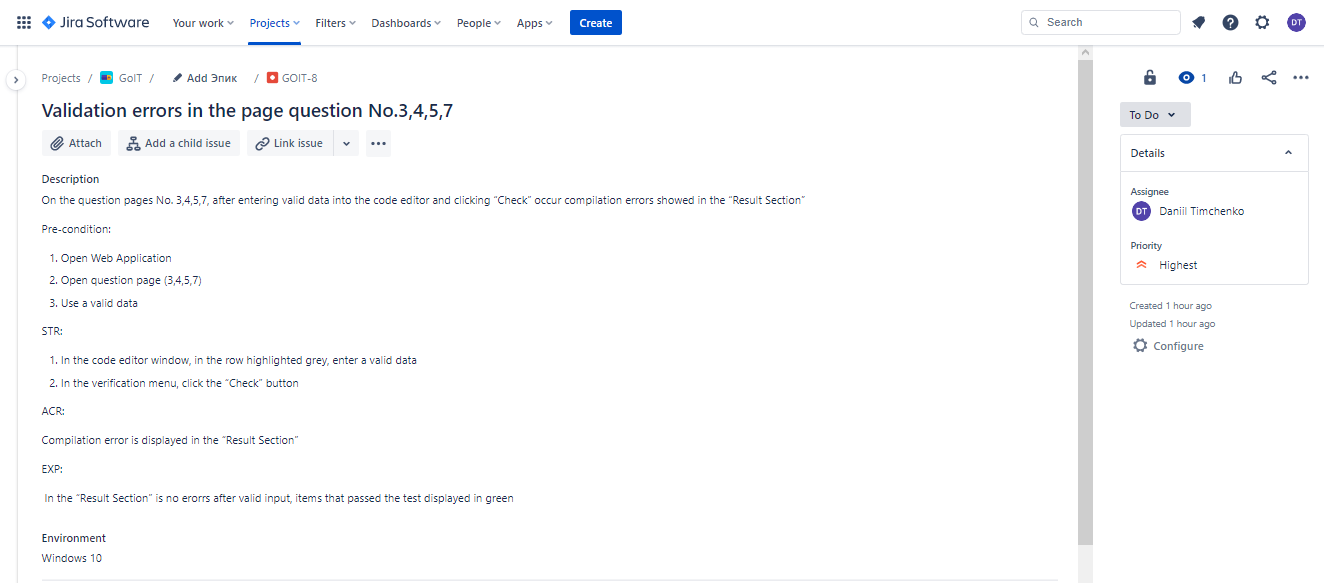 Jira Software Your work Projects Filters Dashboards People Apps Create Search DT
Projects / GoIT / Add Эпик / GOIT-8
1
Validation errors in the page question No.3,4,5,7
To Do
Attach Add a child issue Link issue
Details
Description
On the question pages No. 3,4,5,7, after entering valid data into the code editor and clicking “Check” occur compilation errors showed in the “Result Section”
Assignee
DT Daniil Timchenko
Pre-condition:
Priority
Highest
1. Open Web Application
2. Open question page (3,4,5,7)
3. Use a valid data
Created 1 hour ago
Updated 1 hour ago
Configure
STR:
1. In the code editor window, in the row highlighted grey, enter a valid data
2. In the verification menu, click the “Check” button
ACR:
Compilation error is displayed in the “Result Section”
EXP:
In the “Result Section” is no erorrs after valid input, items that passed the test displayed in green
Environment
Windows 10